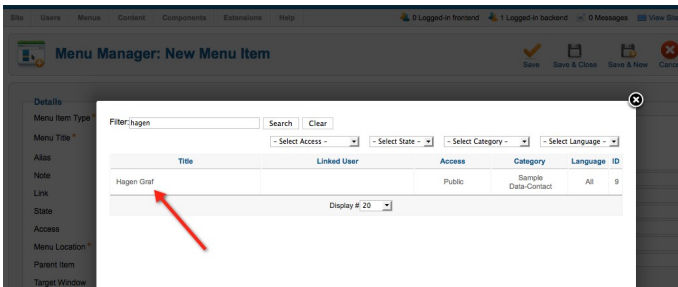 Site Users Menus Content Components Extensions Help 0 Logged-in frontend 1 Logged-in backend 0 Messages View Site
Menu Manager: New Menu Item
Save Save & Close Save & New Cance
Details
Menu Item Type *
Filter: hagen Search Clear
Menu Title *
- Select Access - - Select State - - Select Category - - Select Language -
Alias
Title Linked User Access Category Language ID
Note
Hagen Graf Public Sample Data-Contact All 9
Link
State
Display # 20
Access
Menu Location *
Parent Item
Target Window